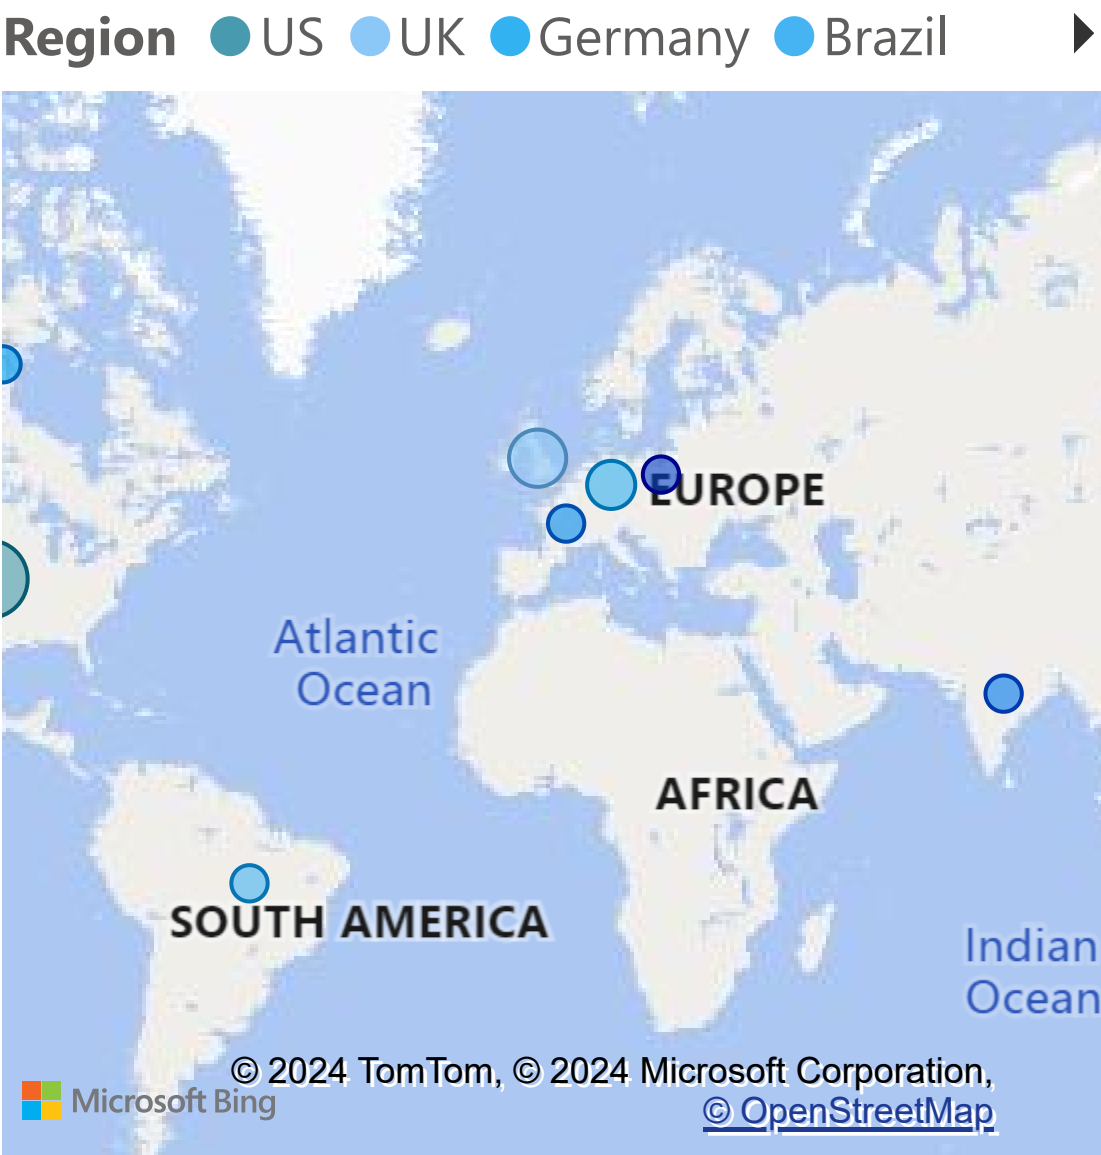 Region US UK Germany Brazil
EUROPE
Atlantic
Ocean
AFRICA
SOUTH AMERICA
Indian
Ocean
© 2024 TomTom, © 2024 Microsoft Corporation,
Microsoft Bing
© OpenStreetMap